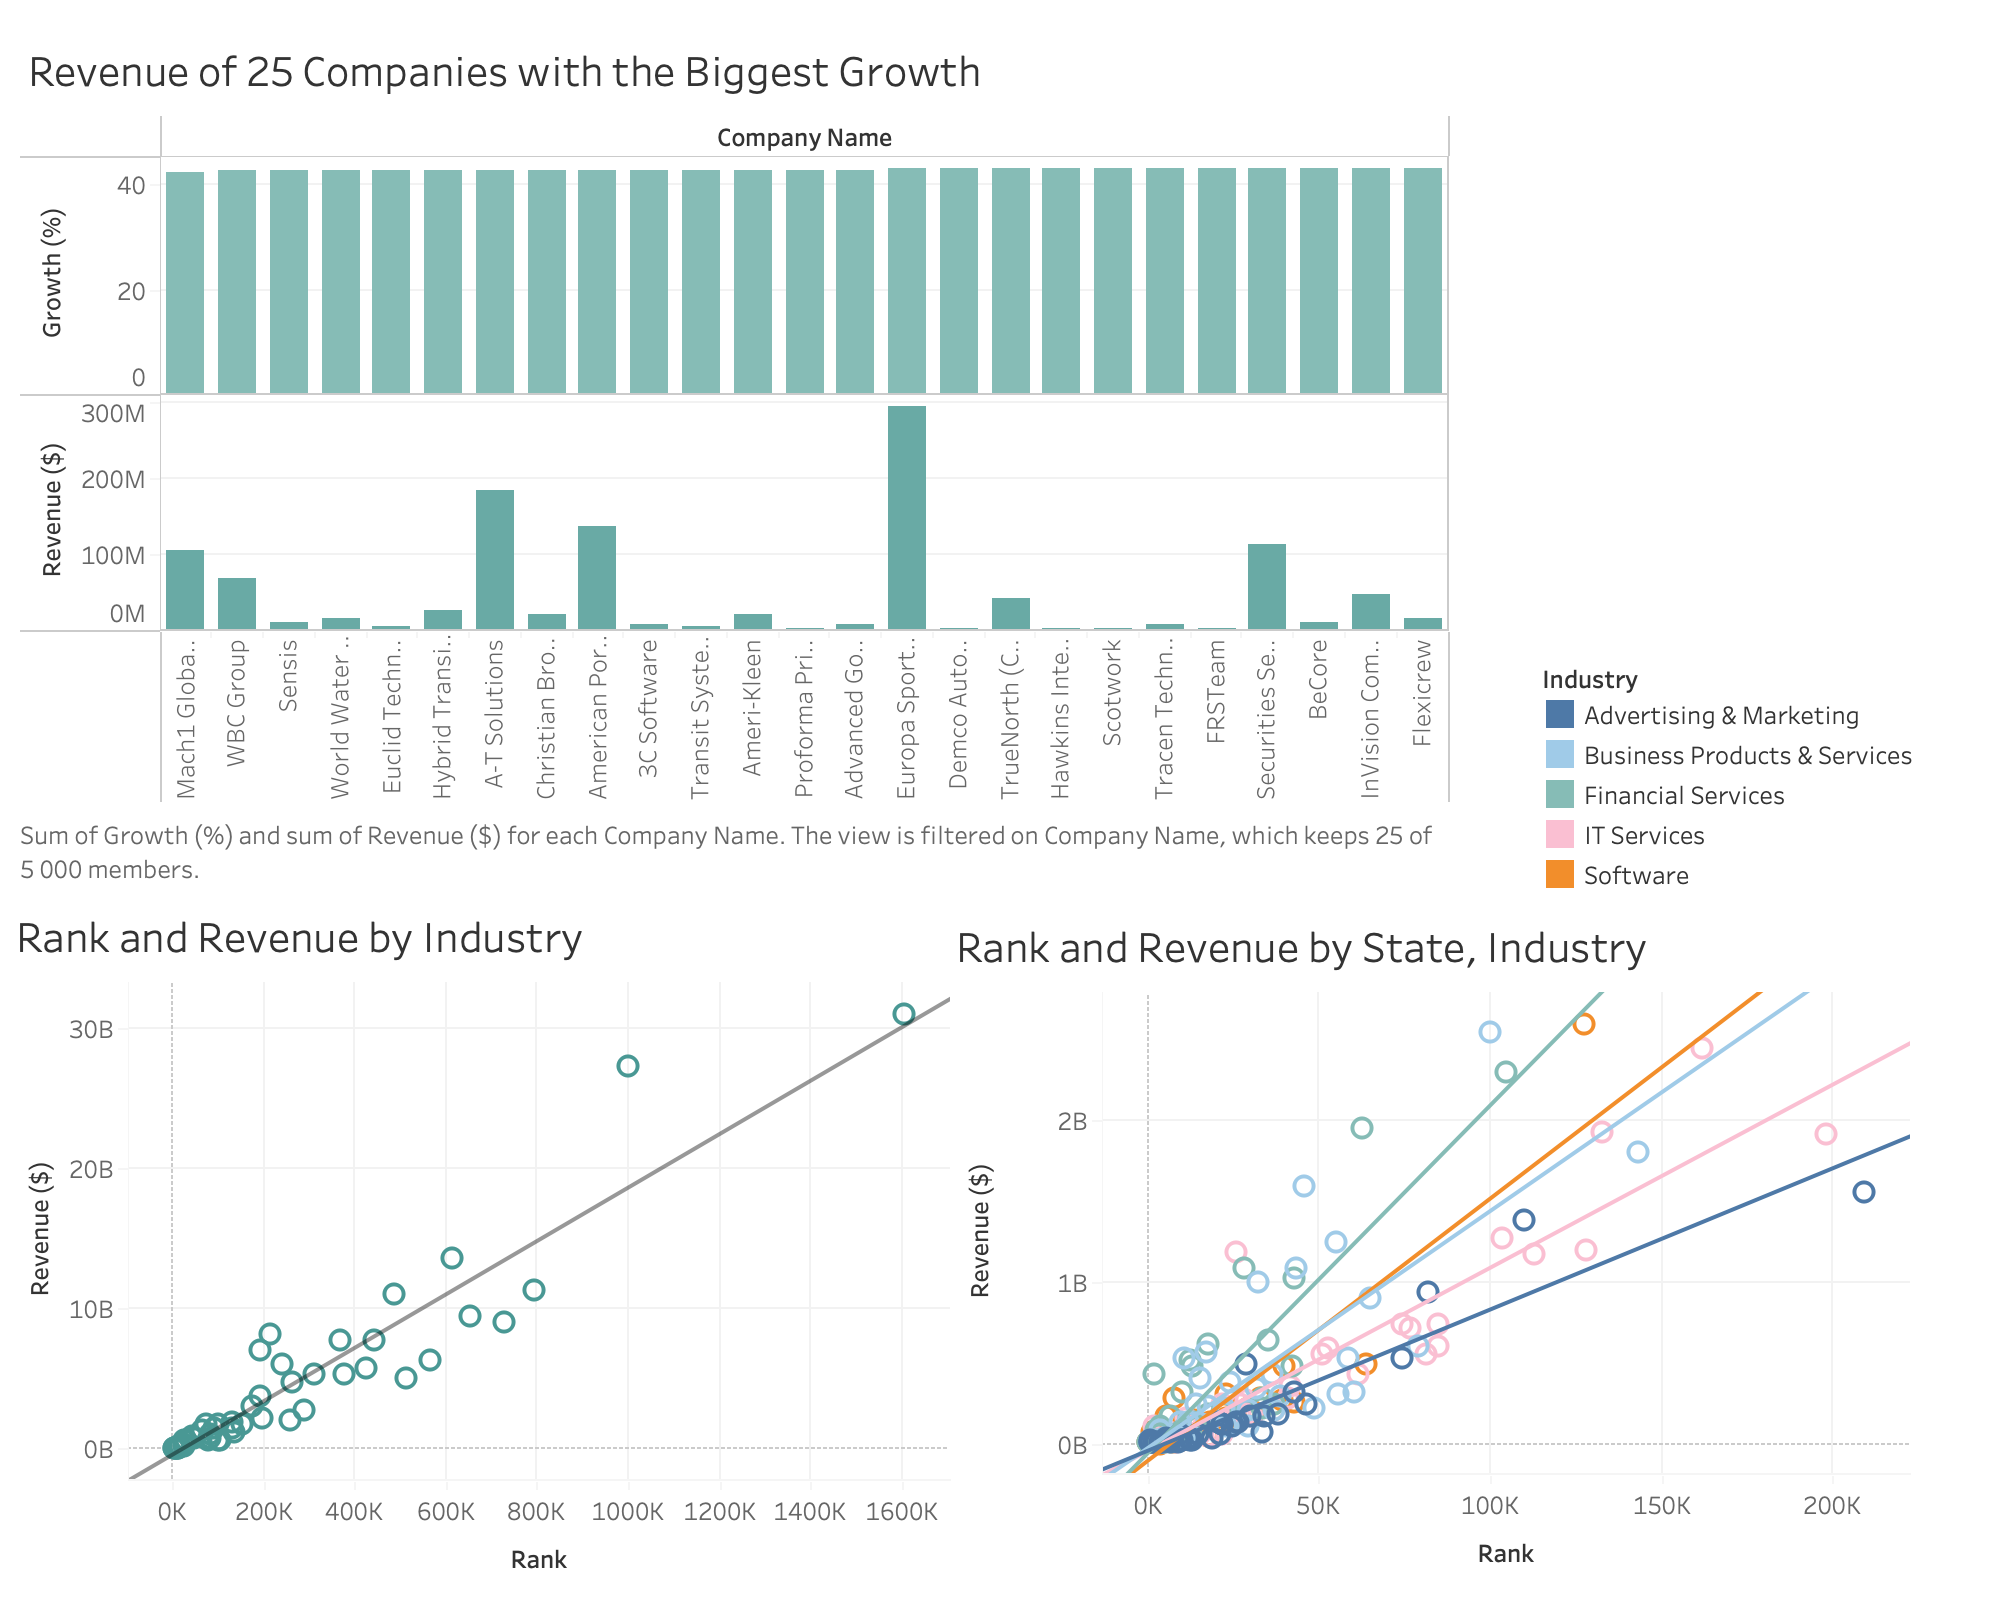 Revenue of 25 Companies with the Biggest Growth
Company Name
Growth (%)
40
20
0
Revenue ($)
300M
200M
100M
0M
Mach1 Globa..
WBC Group
Sensis
World Water ..
Euclid Techn..
Hybrid Transi..
A-T Solutions
Christian Bro..
American Por..
3C Software
Transit Syste..
Ameri-Kleen
Proforma Pri..
Advanced Go..
Europa Sport..
Demco Auto..
TrueNorth (C..
Hawkins Inte..
Scotwork
Tracen Techn..
FRSTeam
Securities Se..
BeCore
InVision Com..
Flexicrew
Sum of Growth (%) and sum of Revenue ($) for each Company Name. The view is filtered on Company Name, which keeps 25 of
5 000 members.
Industry
Advertising & Marketing
Business Products & Services
Financial Services
IT Services
Software
Rank and Revenue by Industry
Revenue ($)
30B
20B
10B
0B
0K 200K 400K 600K 800K 1000K 1200K 1400K 1600K
Rank
Rank and Revenue by State, Industry
Revenue ($)
2B
1B
0B
0K 50K 100K 150K 200K
Rank